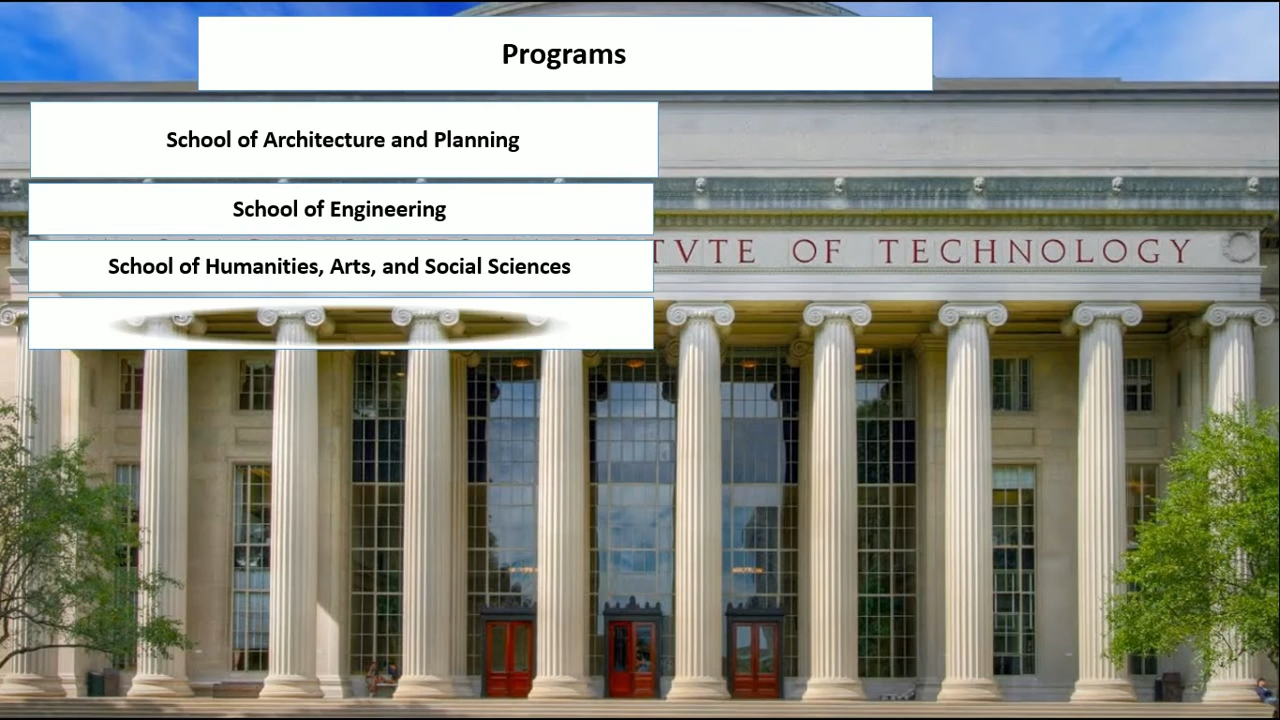 Programs
School of Architecture and Planning
School of Engineering
TVTE OF TECHNOLOGY
School of Humanities, Arts, and Social Sciences